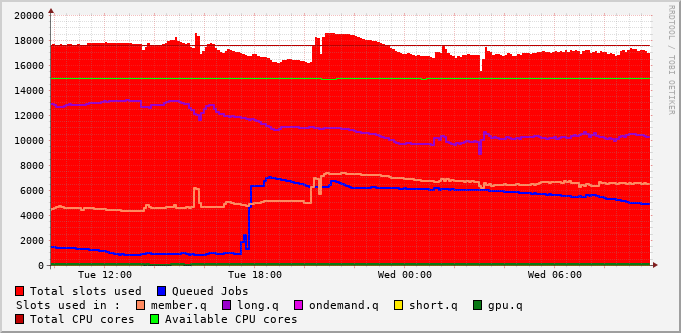 20000
18000
16000
14000
12000
10000
8000
6000
4000
2000
0
Tue 12:00 Tue 18:00 Wed 00:00 Wed 06:00
Total slots used Queued Jobs
Slots used in : member.q long.q ondemand.q short.q gpu.q
Total CPU cores Available CPU cores
RRDTOOL / TOBI OETIKER